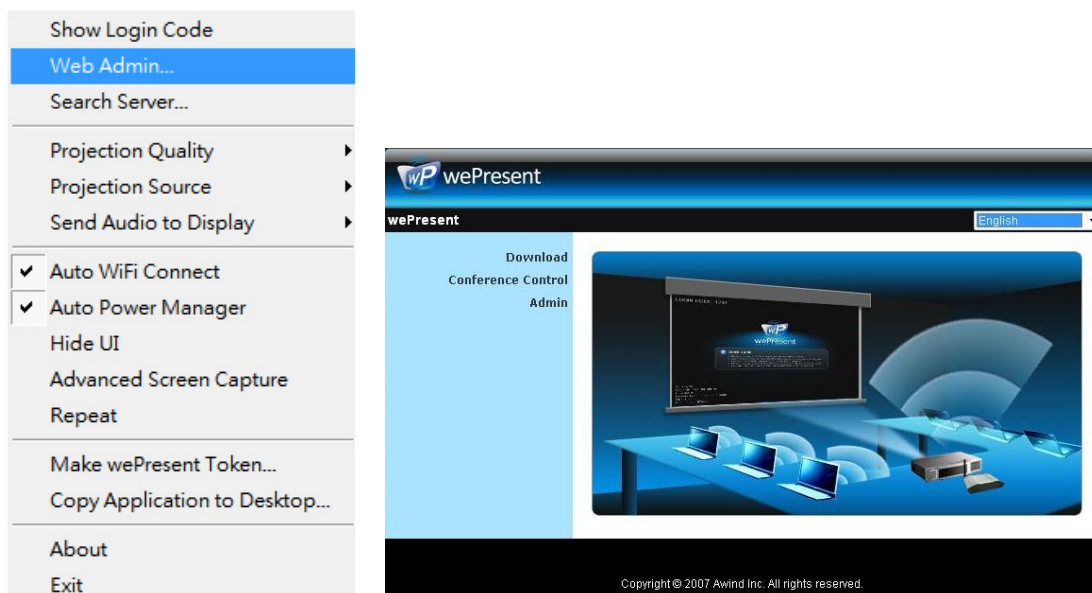 Show Login Code
Web Admin...
Search Server...
Projection Quality
Projection Source
Send Audio to Display
Auto WiFi Connect
Auto Power Manager
Hide UI
Advanced Screen Capture
Repeat
Make wePresent Token...
Copy Application to Desktop...
About
Exit
wP wePresent
wePresent
English
Download
Conference Control
Admin
wP
wePresent
Copyright © 2007 Awind Inc. All rights reserved.